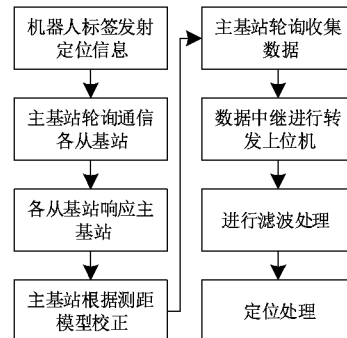 机器人标签发射
定位信息
主基站轮询通信
各从基站
各从基站响应主
基站
主基站根据测距
模型校正
主基站轮询收集
数据
数据中继进行转
发上位机
进行滤波处理
定位处理